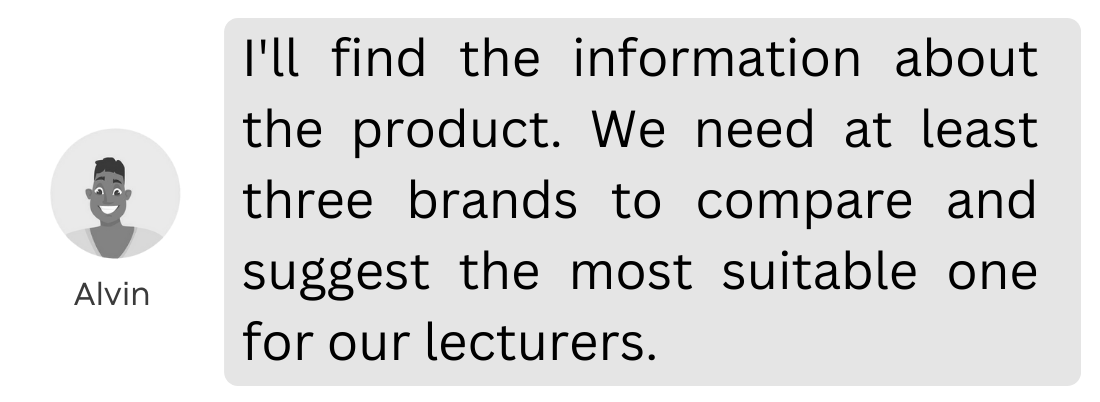 I'll find the information about
the product. We need at least
three brands to compare and
suggest the most suitable one
for our lecturers.
Alvin